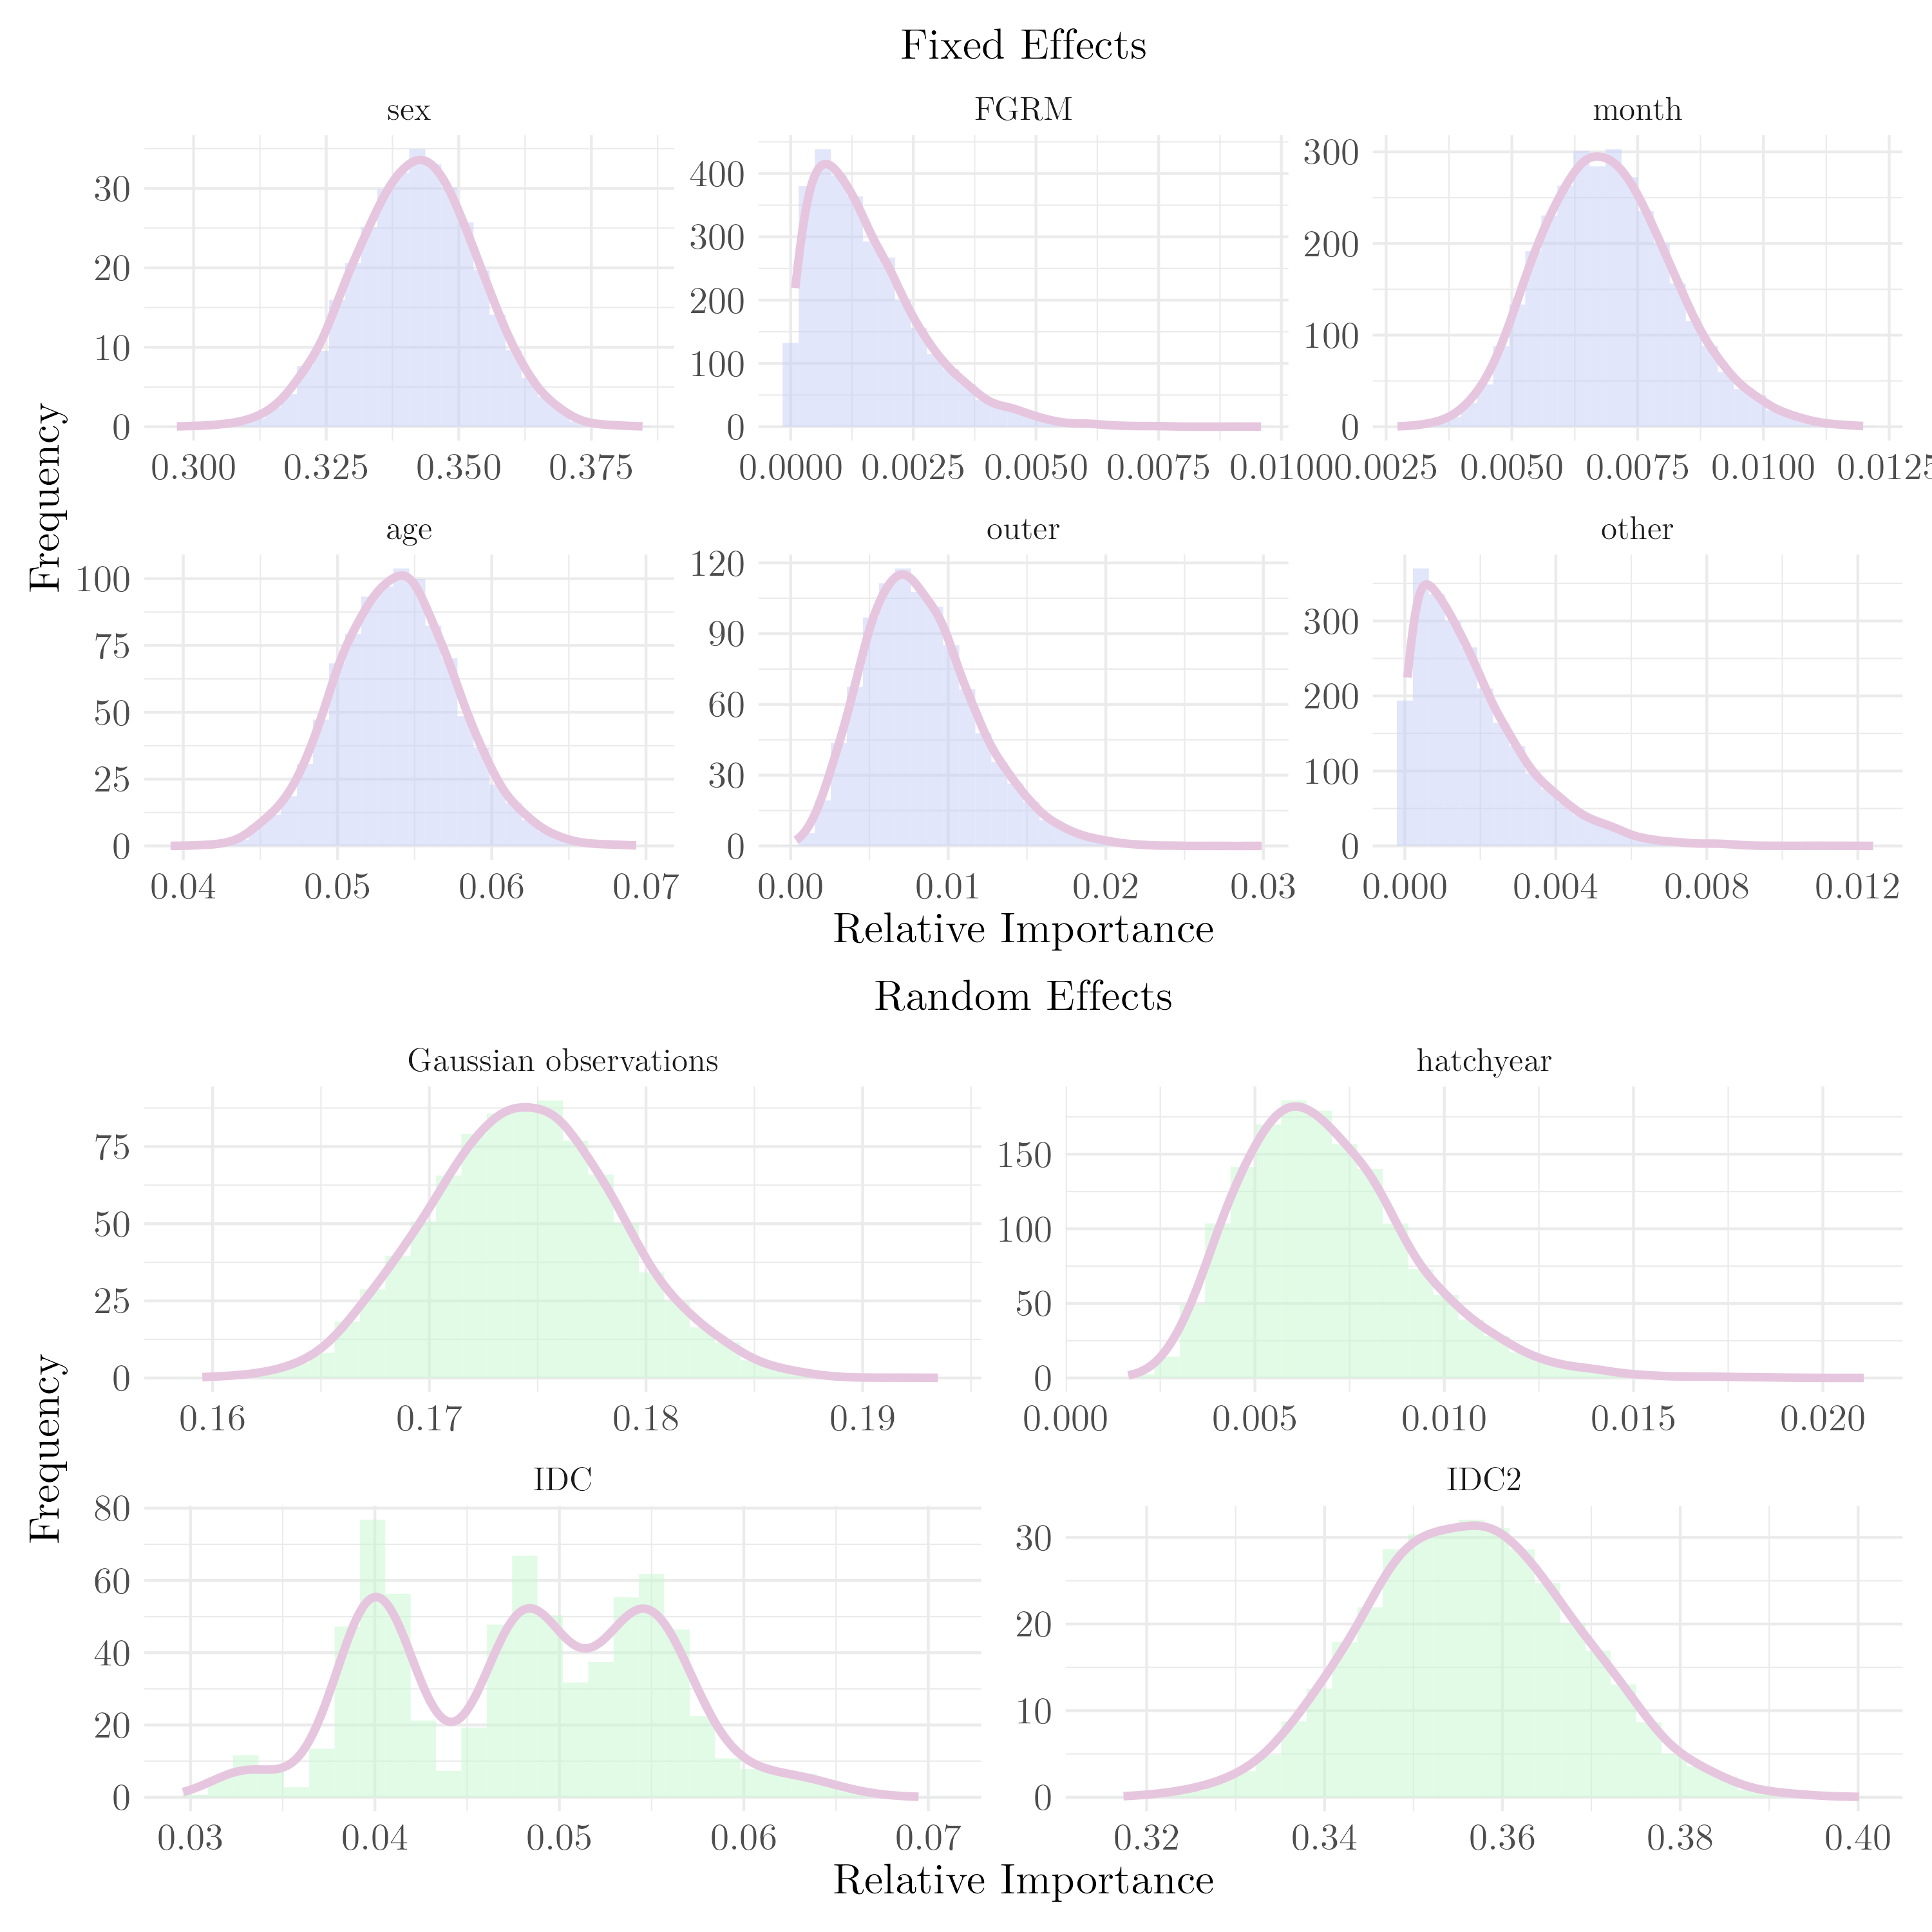 Fixed Effects
sex FGRM month
30 20 10 0
400 300 200 100 0
300 200 100 0
0.300 0.325 0.350 0.375
0.0000 0.0025 0.0050 0.0075 0.0100
0.0025 0.0050 0.0075 0.0100 0.0125
Frequency
age outer other
100 75 50 25 0
120 90 60 30 0
300 200 100 0
0.04 0.05 0.06 0.07
0.00 0.01 0.02 0.03
0.000 0.004 0.008 0.012
Relative Importance
Random Effects
Gaussian observations hatchyear
75 50 25 0
150 100 50 0
0.16 0.17 0.18 0.19
0.000 0.005 0.010 0.015 0.020
Frequency
IDC IDC2
80 60 40 20 0
30 20 10 0
0.03 0.04 0.05 0.06 0.07
0.32 0.34 0.36 0.38 0.40
Relative Importance